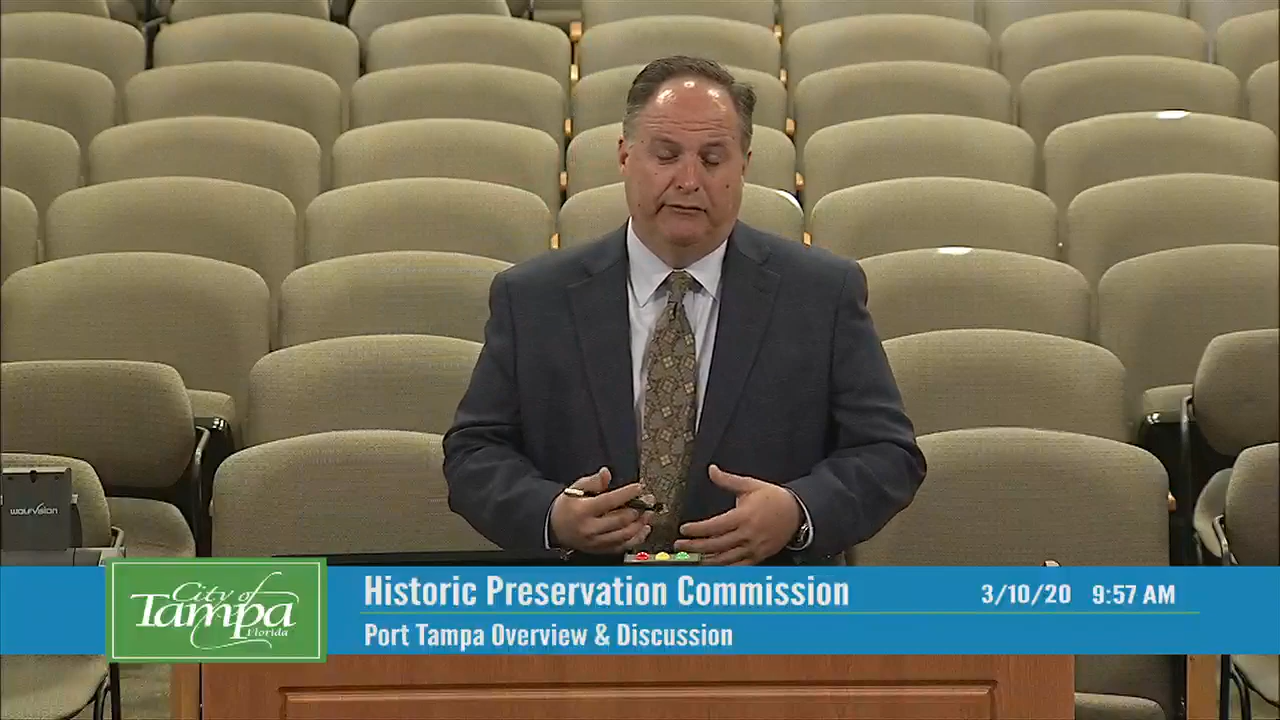 wolfvision
City of
Tampa
Florida
Historic Preservation Commission
3/10/20 9:57 AM
Port Tampa Overview & Discussion